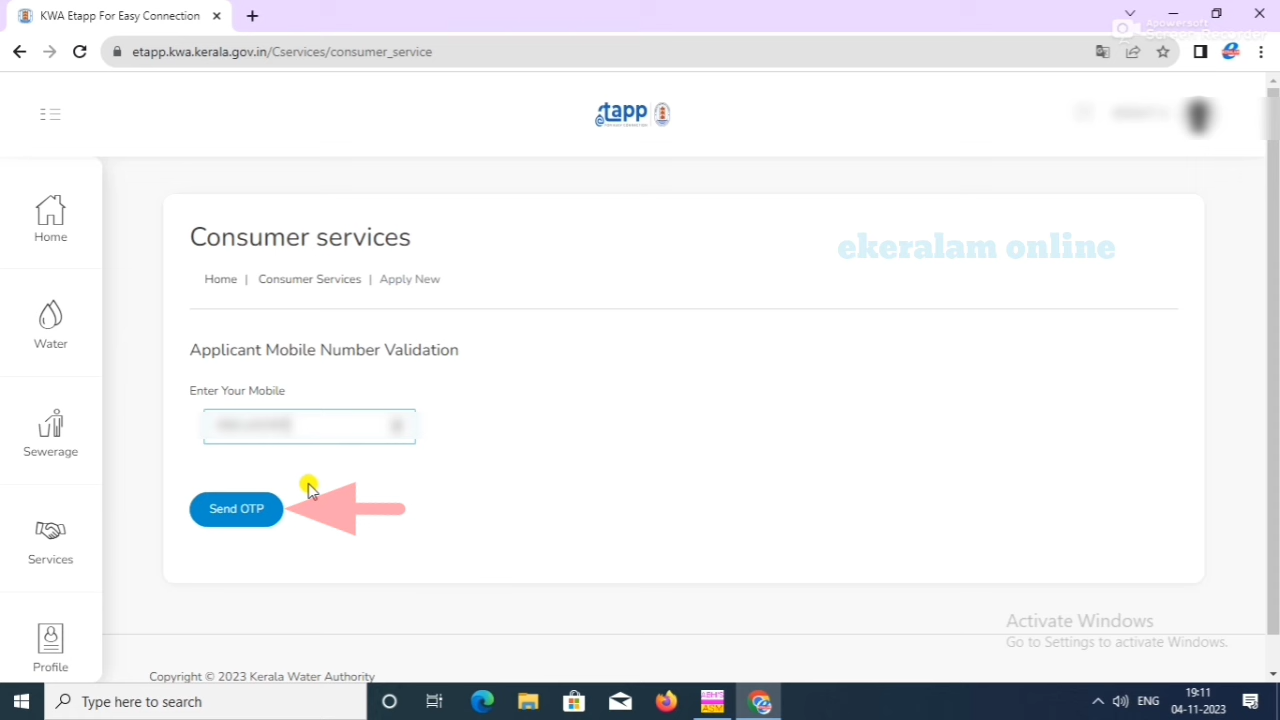 KWA Etapp For Easy Connection
Apowersoft
Screen Recorder
etapp.kwa.kerala.gov.in/Cservices/consumer_service
etapp
Home
Water
Sewerage
Services
Profile
Consumer services
ekeralam online
Home | Consumer Services | Apply New
Applicant Mobile Number Validation
Enter Your Mobile
Send OTP
Activate Windows
Go to Settings to activate Windows.
Copyright © 2023 Kerala Water Authority
Type here to search
ENG
19:11
04-11-2023